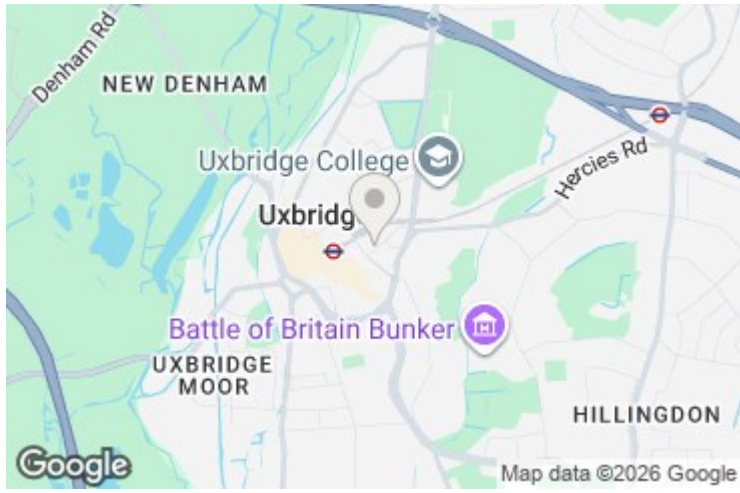 Denham Rd
NEW DENHAM
Uxbridge College
Hercies Rd
Uxbridg
Battle of Britain Bunker
UXBRIDGE
MOOR
HILLINGDON
Google
Map data ©2026 Google